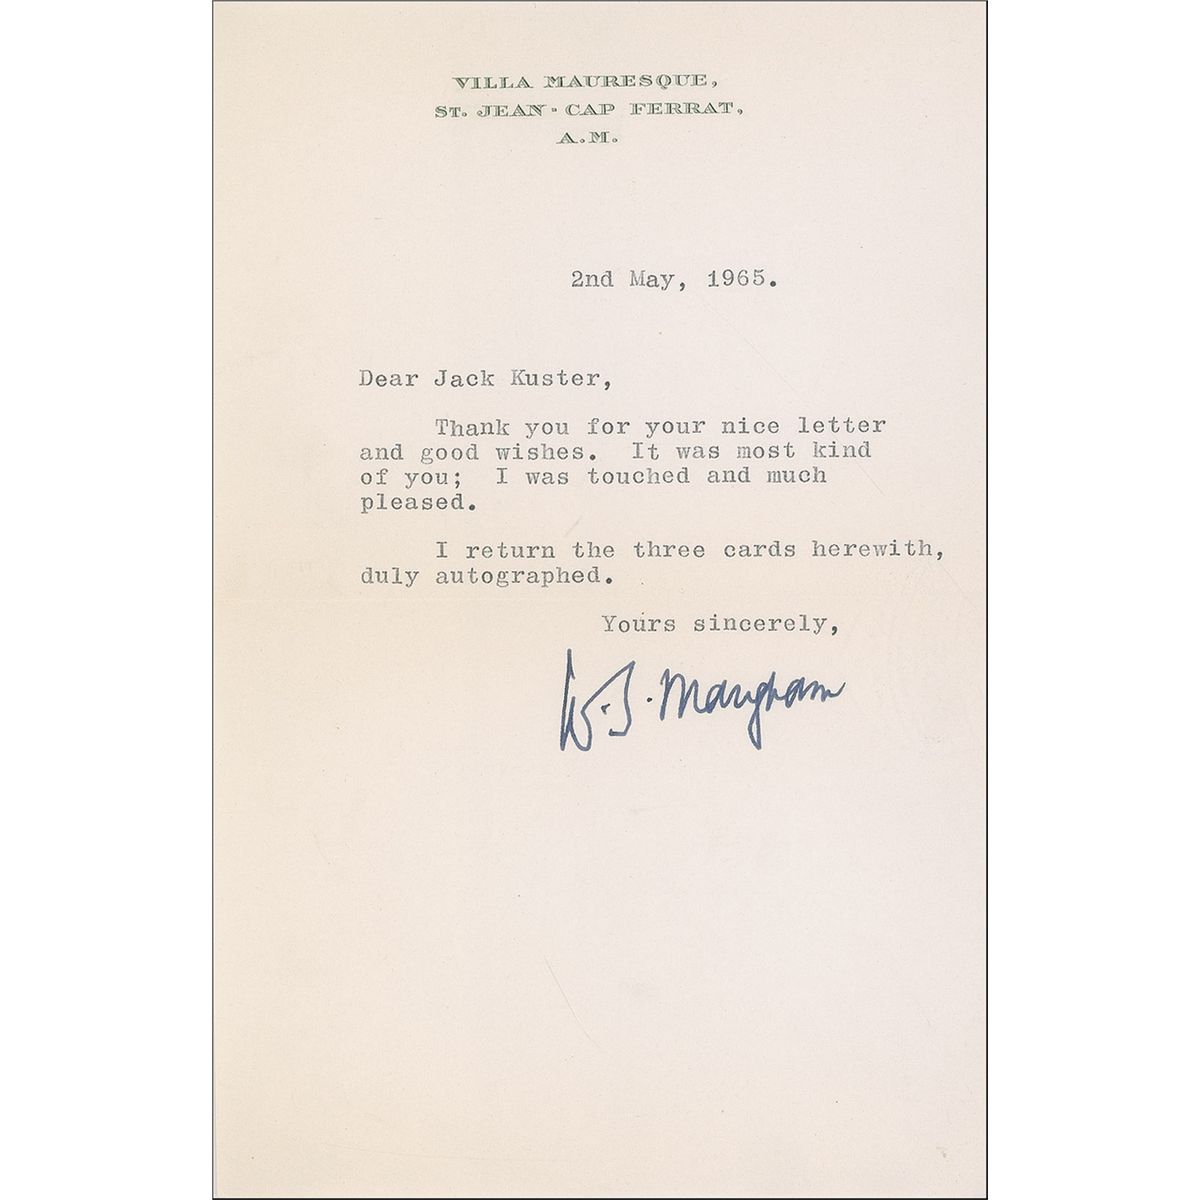 VILLA MAURESQUE,
ST. JEAN - CAP FERRAT,
A.M.
2nd May, 1965.
Dear Jack Kuster,
Thank you for your nice letter
and good wishes. It was most kind
of you; I was touched and much
pleased.
I return the three cards herewith,
duly autographed.
Yours sincerely,
W. S. Maugham